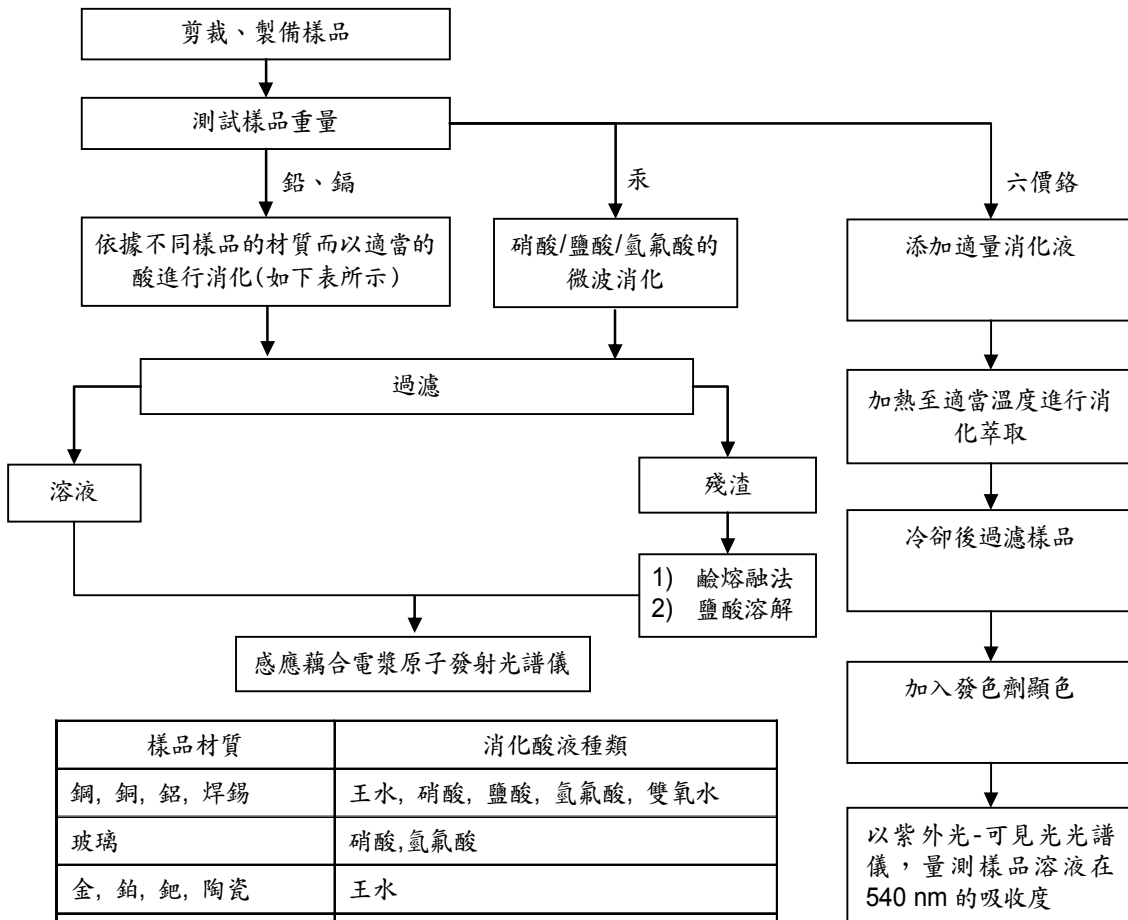 剪裁、製備樣品
測試樣品重量
鉛、鎘
汞
六價鉻
依據不同樣品的材質而以適當的
酸進行消化(如下表所示)
硝酸/鹽酸/氫氟酸的
微波消化
添加適量消化液
過濾
加熱至適當溫度進行消
化萃取
溶液
殘渣
冷卻後過濾樣品
1) 鹼熔融法
2) 鹽酸溶解
感應藕合電漿原子發射光譜儀
加入發色劑顯色
樣品材質 消化酸液種類
鋼, 銅, 鋁, 焊錫 王水, 硝酸, 鹽酸, 氫氟酸, 雙氧水
玻璃 硝酸,氫氟酸
金, 鉑, 鈀, 陶瓷 王水
以紫外光-可見光光譜
儀，量測樣品溶液在
540 nm 的吸收度